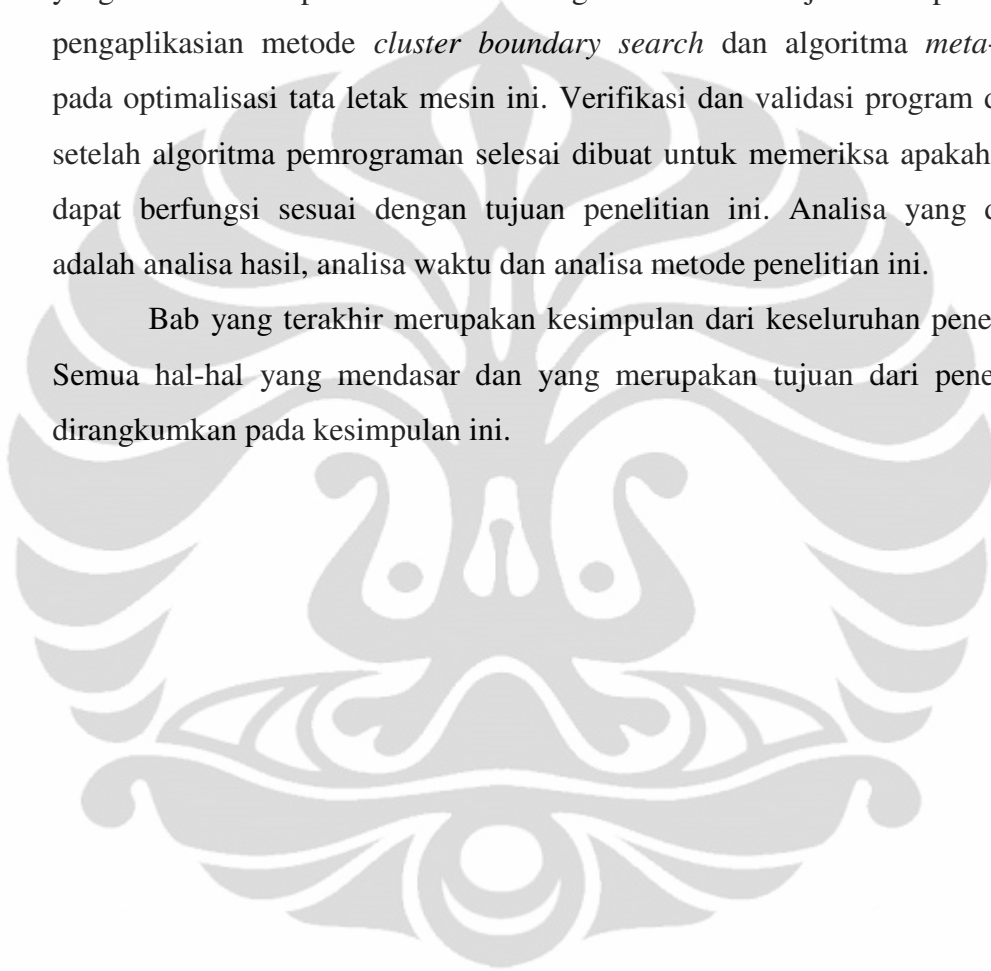 pengaplikasian metode cluster boundary search dan algoritma meta-
pada optimalisasi tata letak mesin ini. Verifikasi dan validasi program
setelah algoritma pemrograman selesai dibuat untuk memeriksa apakah
dapat berfungsi sesuai dengan tujuan penelitian ini. Analisa yang
adalah analisa hasil, analisa waktu dan analisa metode penelitian ini.
Bab yang terakhir merupakan kesimpulan dari keseluruhan pene
Semua hal-hal yang mendasar dan yang merupakan tujuan dari pene
dirangkumkan pada kesimpulan ini.